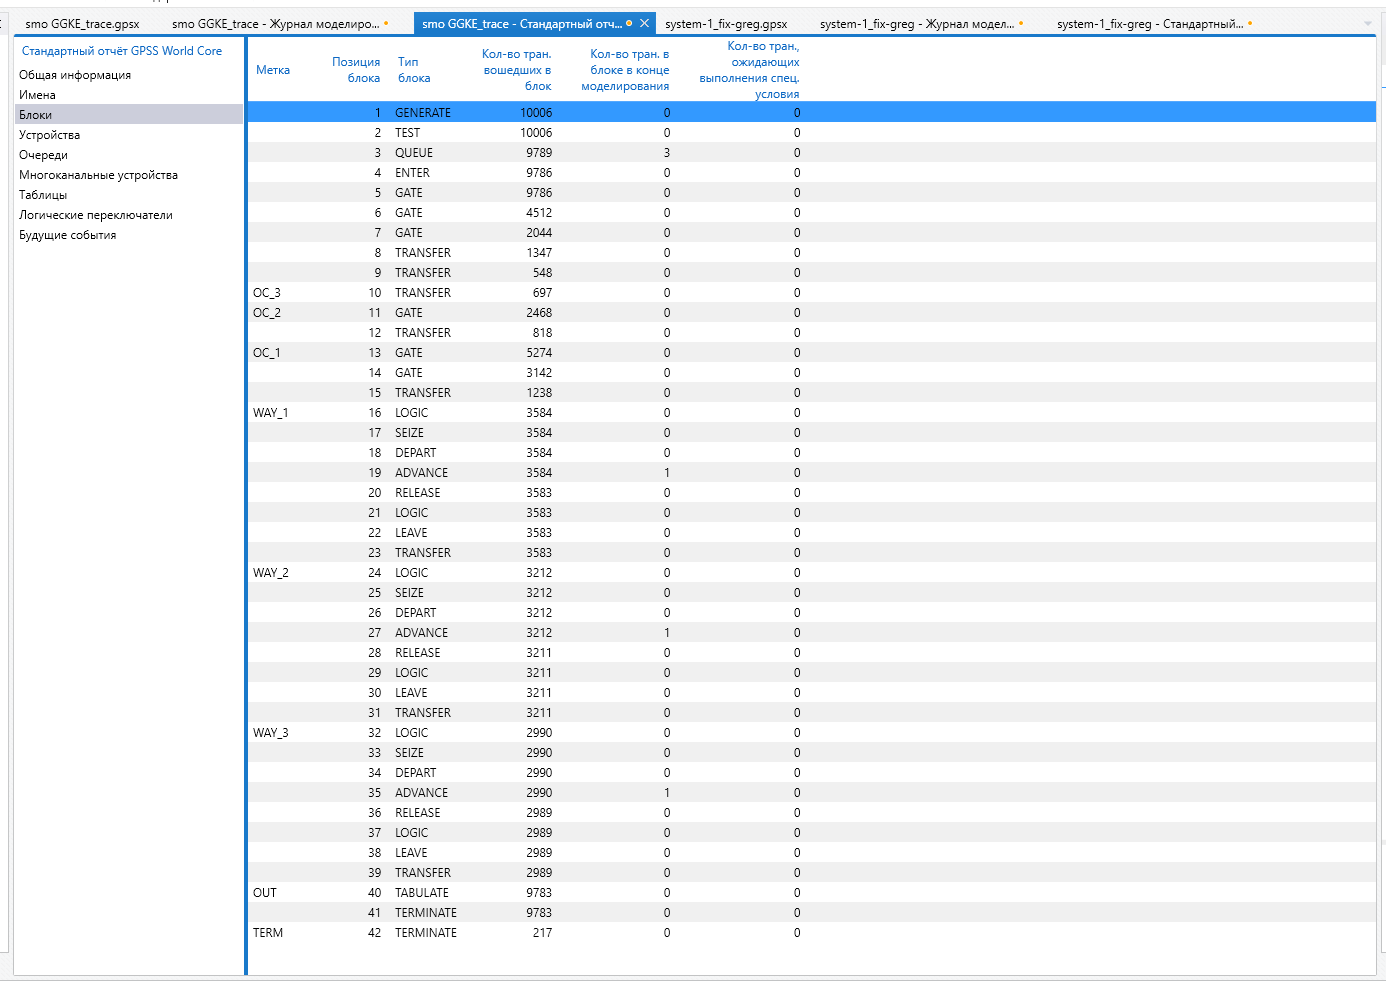 smo GGKE_trace.gpsx smo GGKE_trace - Журнал моделиро... smo GGKE_trace - Стандартный отч... system-1_fix-greg.gpsx system-1_fix-greg - Журнал модел... system-1_fix-greg - Стандартный...
Стандартный отчёт GPSS World Core
Общая информация
Имена
Блоки
Устройства
Очереди
Многоканальные устройства
Таблицы
Логические переключатели
Будущие события
Метка
Позиция
блока
Тип
блока
Кол-во тран.
вошедших в
блок
Кол-во тран. в
блоке в конце
моделирования
Кол-во тран.,
ожидающих
выполнения спец.
условия
1 GENERATE 10006 0 0
2 TEST 10006 0 0
3 QUEUE 9789 3 0
4 ENTER 9786 0 0
5 GATE 9786 0 0
6 GATE 4512 0 0
7 GATE 2044 0 0
8 TRANSFER 1347 0 0
9 TRANSFER 548 0 0
OC_3 10 TRANSFER 697 0 0
OC_2 11 GATE 2468 0 0
12 TRANSFER 818 0 0
OC_1 13 GATE 5274 0 0
14 GATE 3142 0 0
15 TRANSFER 1238 0 0
WAY_1 16 LOGIC 3584 0 0
17 SEIZE 3584 0 0
18 DEPART 3584 0 0
19 ADVANCE 3584 1 0
20 RELEASE 3583 0 0
21 LOGIC 3583 0 0
22 LEAVE 3583 0 0
23 TRANSFER 3583 0 0
WAY_2 24 LOGIC 3212 0 0
25 SEIZE 3212 0 0
26 DEPART 3212 0 0
27 ADVANCE 3212 1 0
28 RELEASE 3211 0 0
29 LOGIC 3211 0 0
30 LEAVE 3211 0 0
31 TRANSFER 3211 0 0
WAY_3 32 LOGIC 2990 0 0
33 SEIZE 2990 0 0
34 DEPART 2990 0 0
35 ADVANCE 2990 1 0
36 RELEASE 2989 0 0
37 LOGIC 2989 0 0
38 LEAVE 2989 0 0
39 TRANSFER 2989 0 0
OUT 40 TABULATE 9783 0 0
41 TERMINATE 9783 0 0
TERM 42 TERMINATE 217 0 0